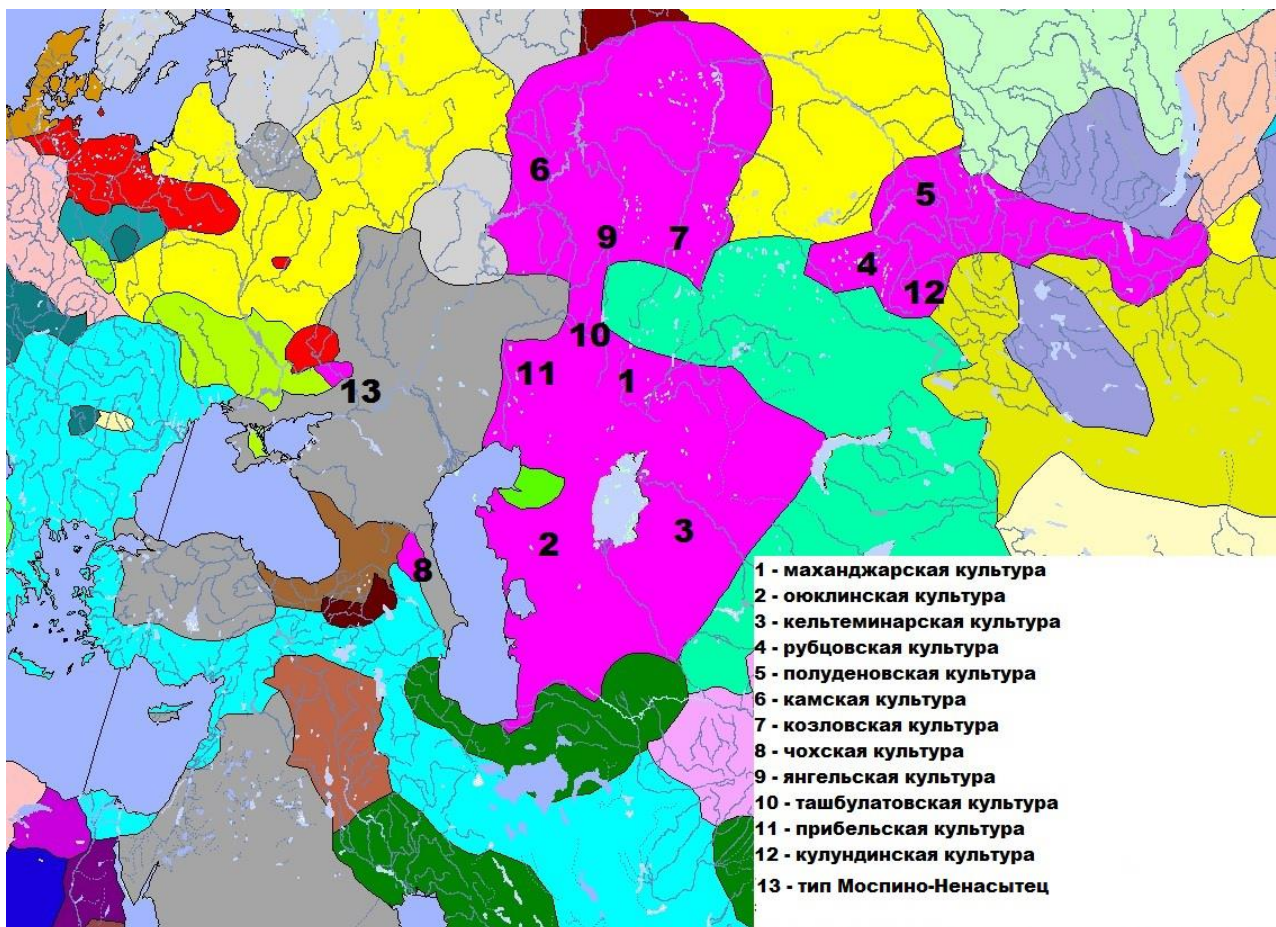 6
5
9
7
4
12
10
11
1
13
2
3
8
1 - маханджарская культура
2 - оюклинская культура
3 - кельтеминарская культура
4 - рубцовская культура
5 - полуденовская культура
6 - камская культура
7 - козловская культура
8 - чохская культура
9 - янгельская культура
10 - ташбулатовская культура
11 - прибельская культура
12 - кулундинская культура
13 - тип Моспино-Ненасытец